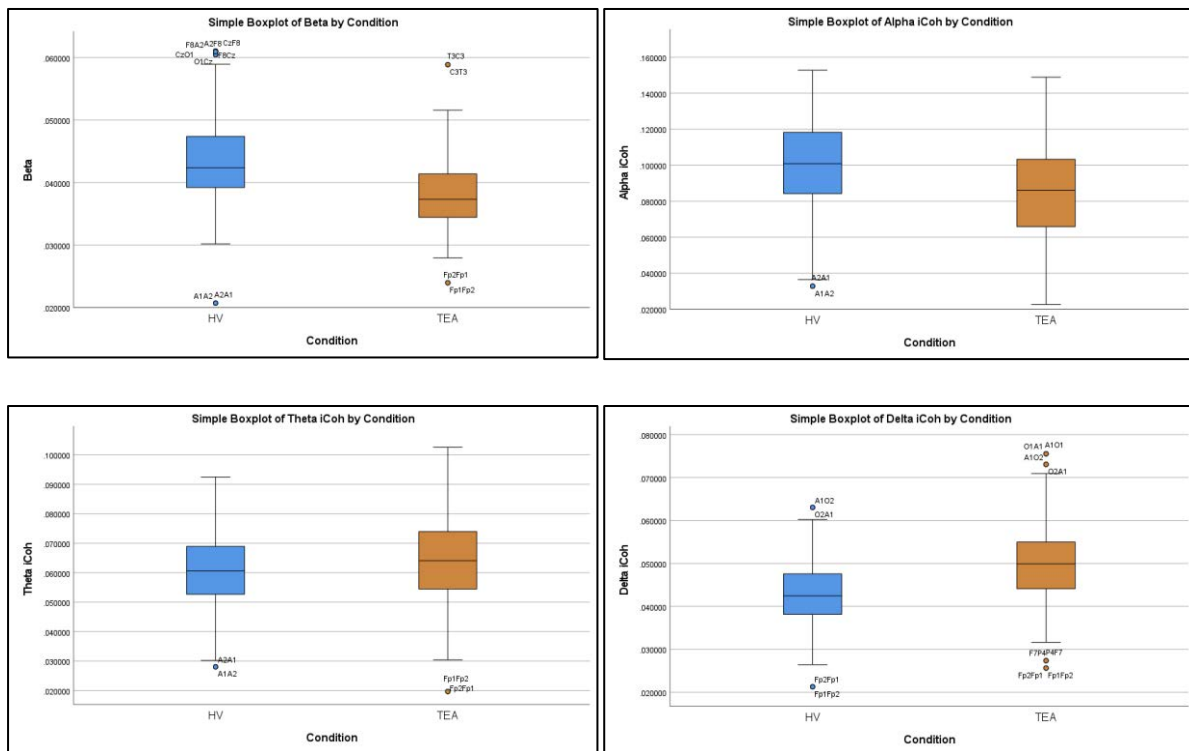 Simple Boxplot of Beta by Condition
Beta
.060000
.050000
.040000
.030000
.020000
F8A2 A2F8 CzF8
CzO1 F8Cz
O1Cz
A1A2 A2A1
T3C3
C3T3
Fp2Fp1
Fp1Fp2
HV TEA
Condition
Simple Boxplot of Alpha iCoh by Condition
Alpha iCoh
.160000
.140000
.120000
.100000
.080000
.060000
.040000
.020000
A2A1
A1A2
HV TEA
Condition
Simple Boxplot of Theta iCoh by Condition
Theta iCoh
.100000
.090000
.080000
.070000
.060000
.050000
.040000
.030000
.020000
A2A1
A1A2
Fp1Fp2
Fp2Fp1
HV TEA
Condition
Simple Boxplot of Delta iCoh by Condition
Delta iCoh
.080000
.070000
.060000
.050000
.040000
.030000
.020000
A1O2
O2A1
Fp2Fp1
Fp1Fp2
O1A1 A1O1
A1O2
O2A1
F7P4 P4F7
Fp2Fp1 Fp1Fp2
HV TEA
Condition